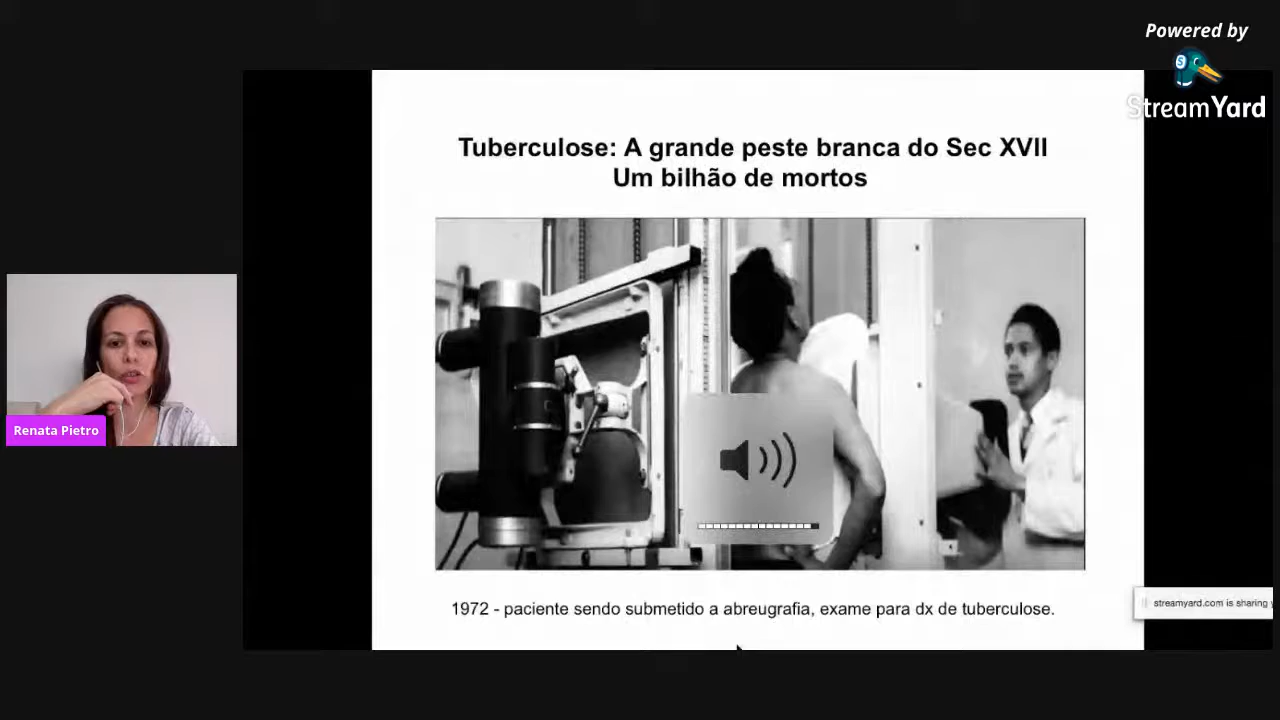 Powered by
StreamYard
Tuberculose: A grande peste branca do Sec XVII
Um bilhão de mortos
Renata Pietro
streamyard.com is sharing
1972 - paciente sendo submetido a abreugrafia, exame para dx de tuberculose.